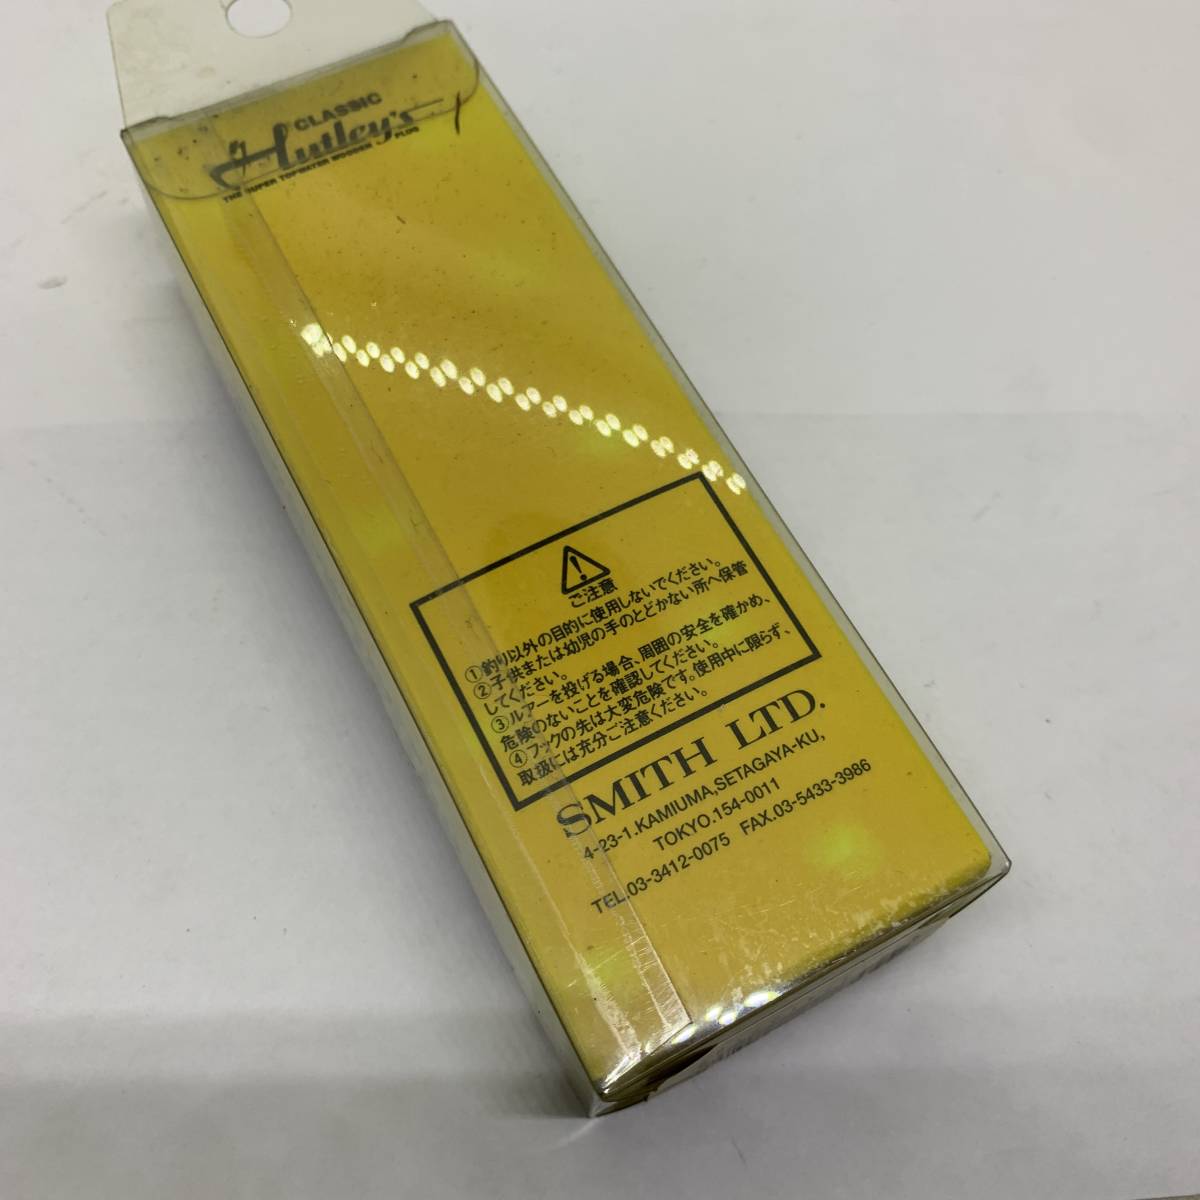 CLASSIC
Hutley's
THE SUPER TOPWATER WOODEN PLUG
ご注意
①釣り以外の目的に使用しないでください。
②子供または幼児の手のとどかない所へ保管
してください。
③ルアーを投げる場合、周囲の安全を確かめ、
危険のないことを確認してください。
④フックの先は大変危険です。使用中に限らず、
取扱には充分ご注意ください。
SMITH LTD.
4-23-1.KAMIUMA,SETAGAYA-KU,
TOKYO.154-0011
TEL.03-3412-0075 FAX.03-5433-3986